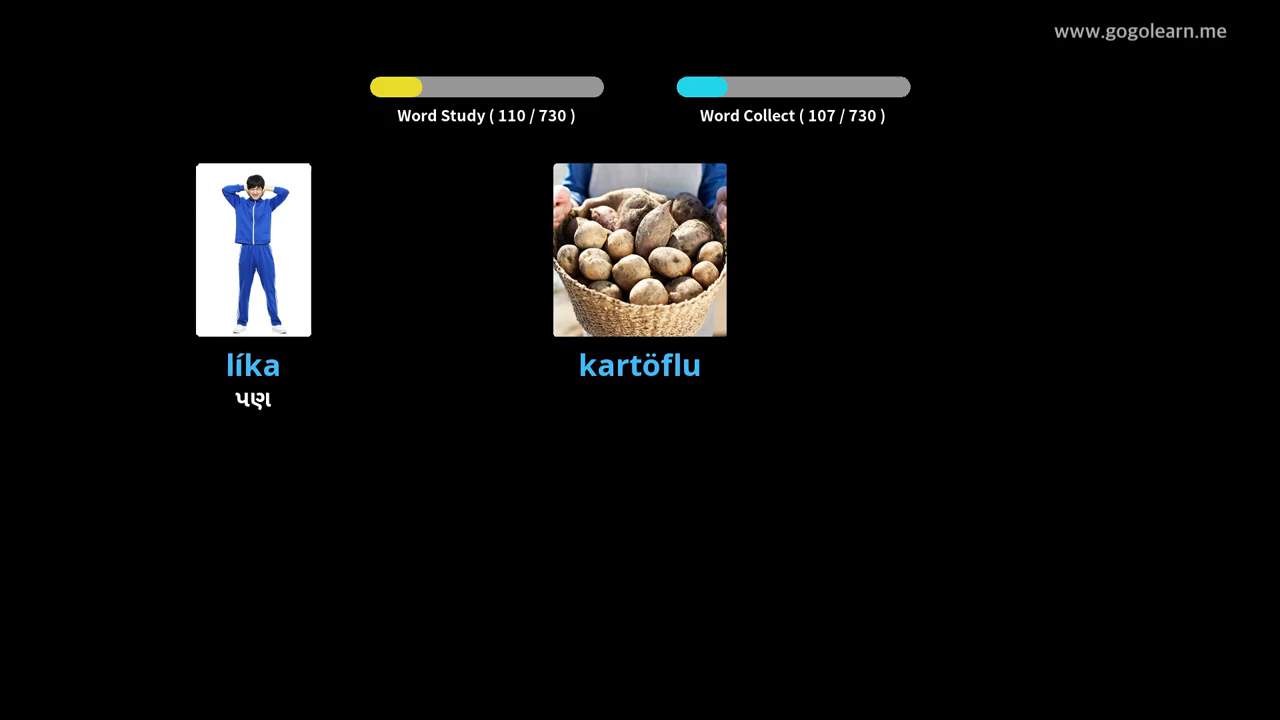 www.gogolearn.me
Word Study ( 110 / 730 )
Word Collect ( 107 / 730 )
líka
kartöflu
પણ